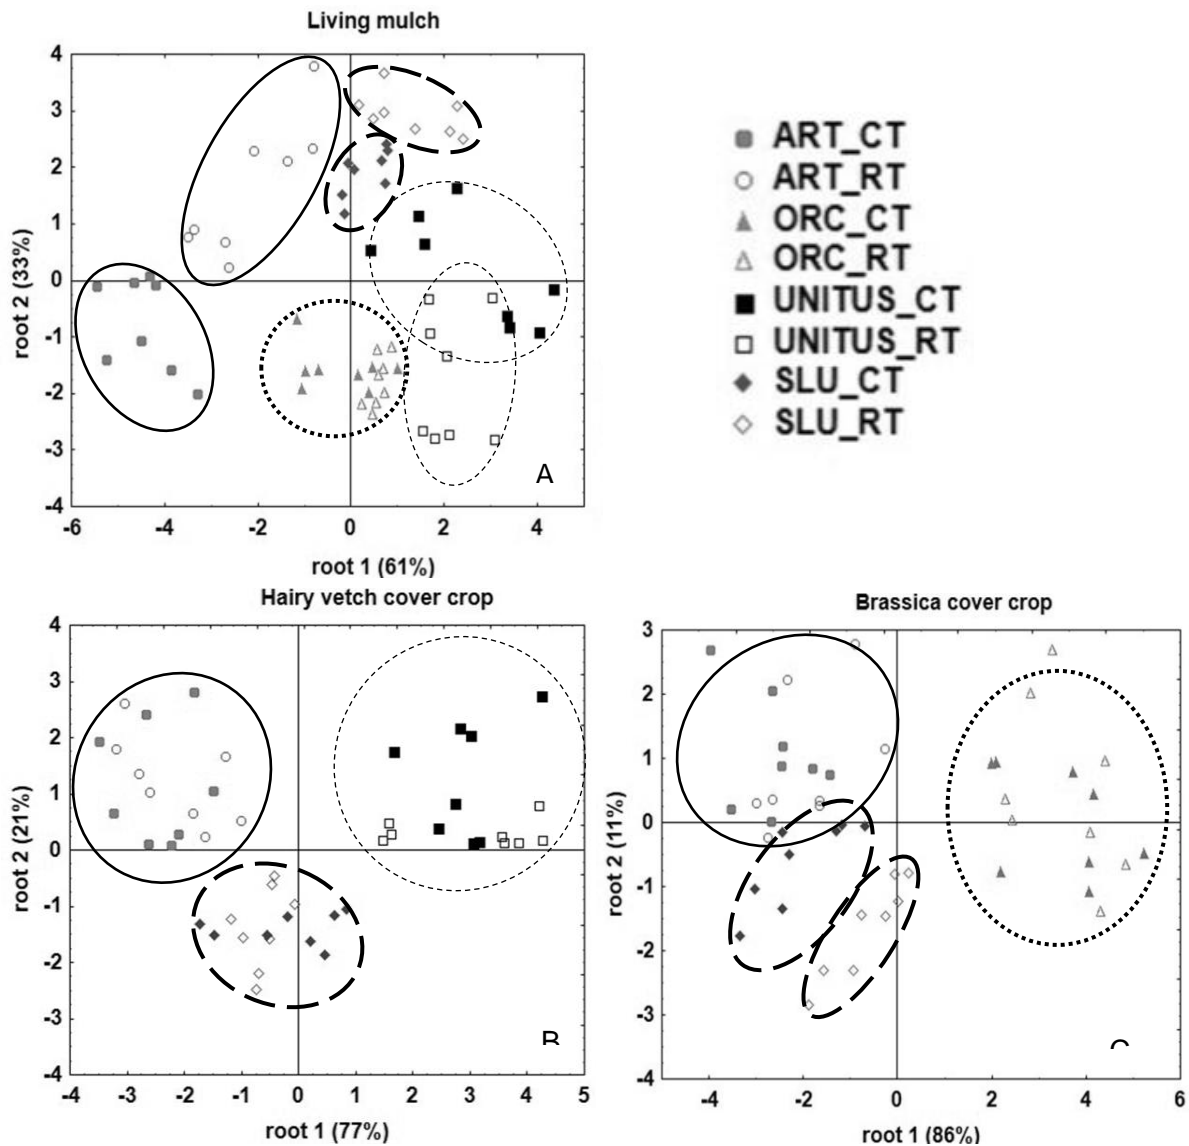 Living mulch
4
3
2
1
0
-1
-2
-3
-4
root 2 (33%)
-6
-4
-2
0
2
4
root 1 (61%)
A
ART_CT
ART_RT
ORC_CT
ORC_RT
UNITUS_CT
UNITUS_RT
SLU_CT
SLU_RT
Hairy vetch cover crop
4
3
2
1
0
-1
-2
-3
-4
root 2 (21%)
-4
-3
-2
-1
0
1
2
3
4
5
root 1 (77%)
B
Brassica cover crop
3
2
1
0
-1
-2
-3
-4
root 2 (11%)
-4
-2
0
2
4
6
root 1 (86%)